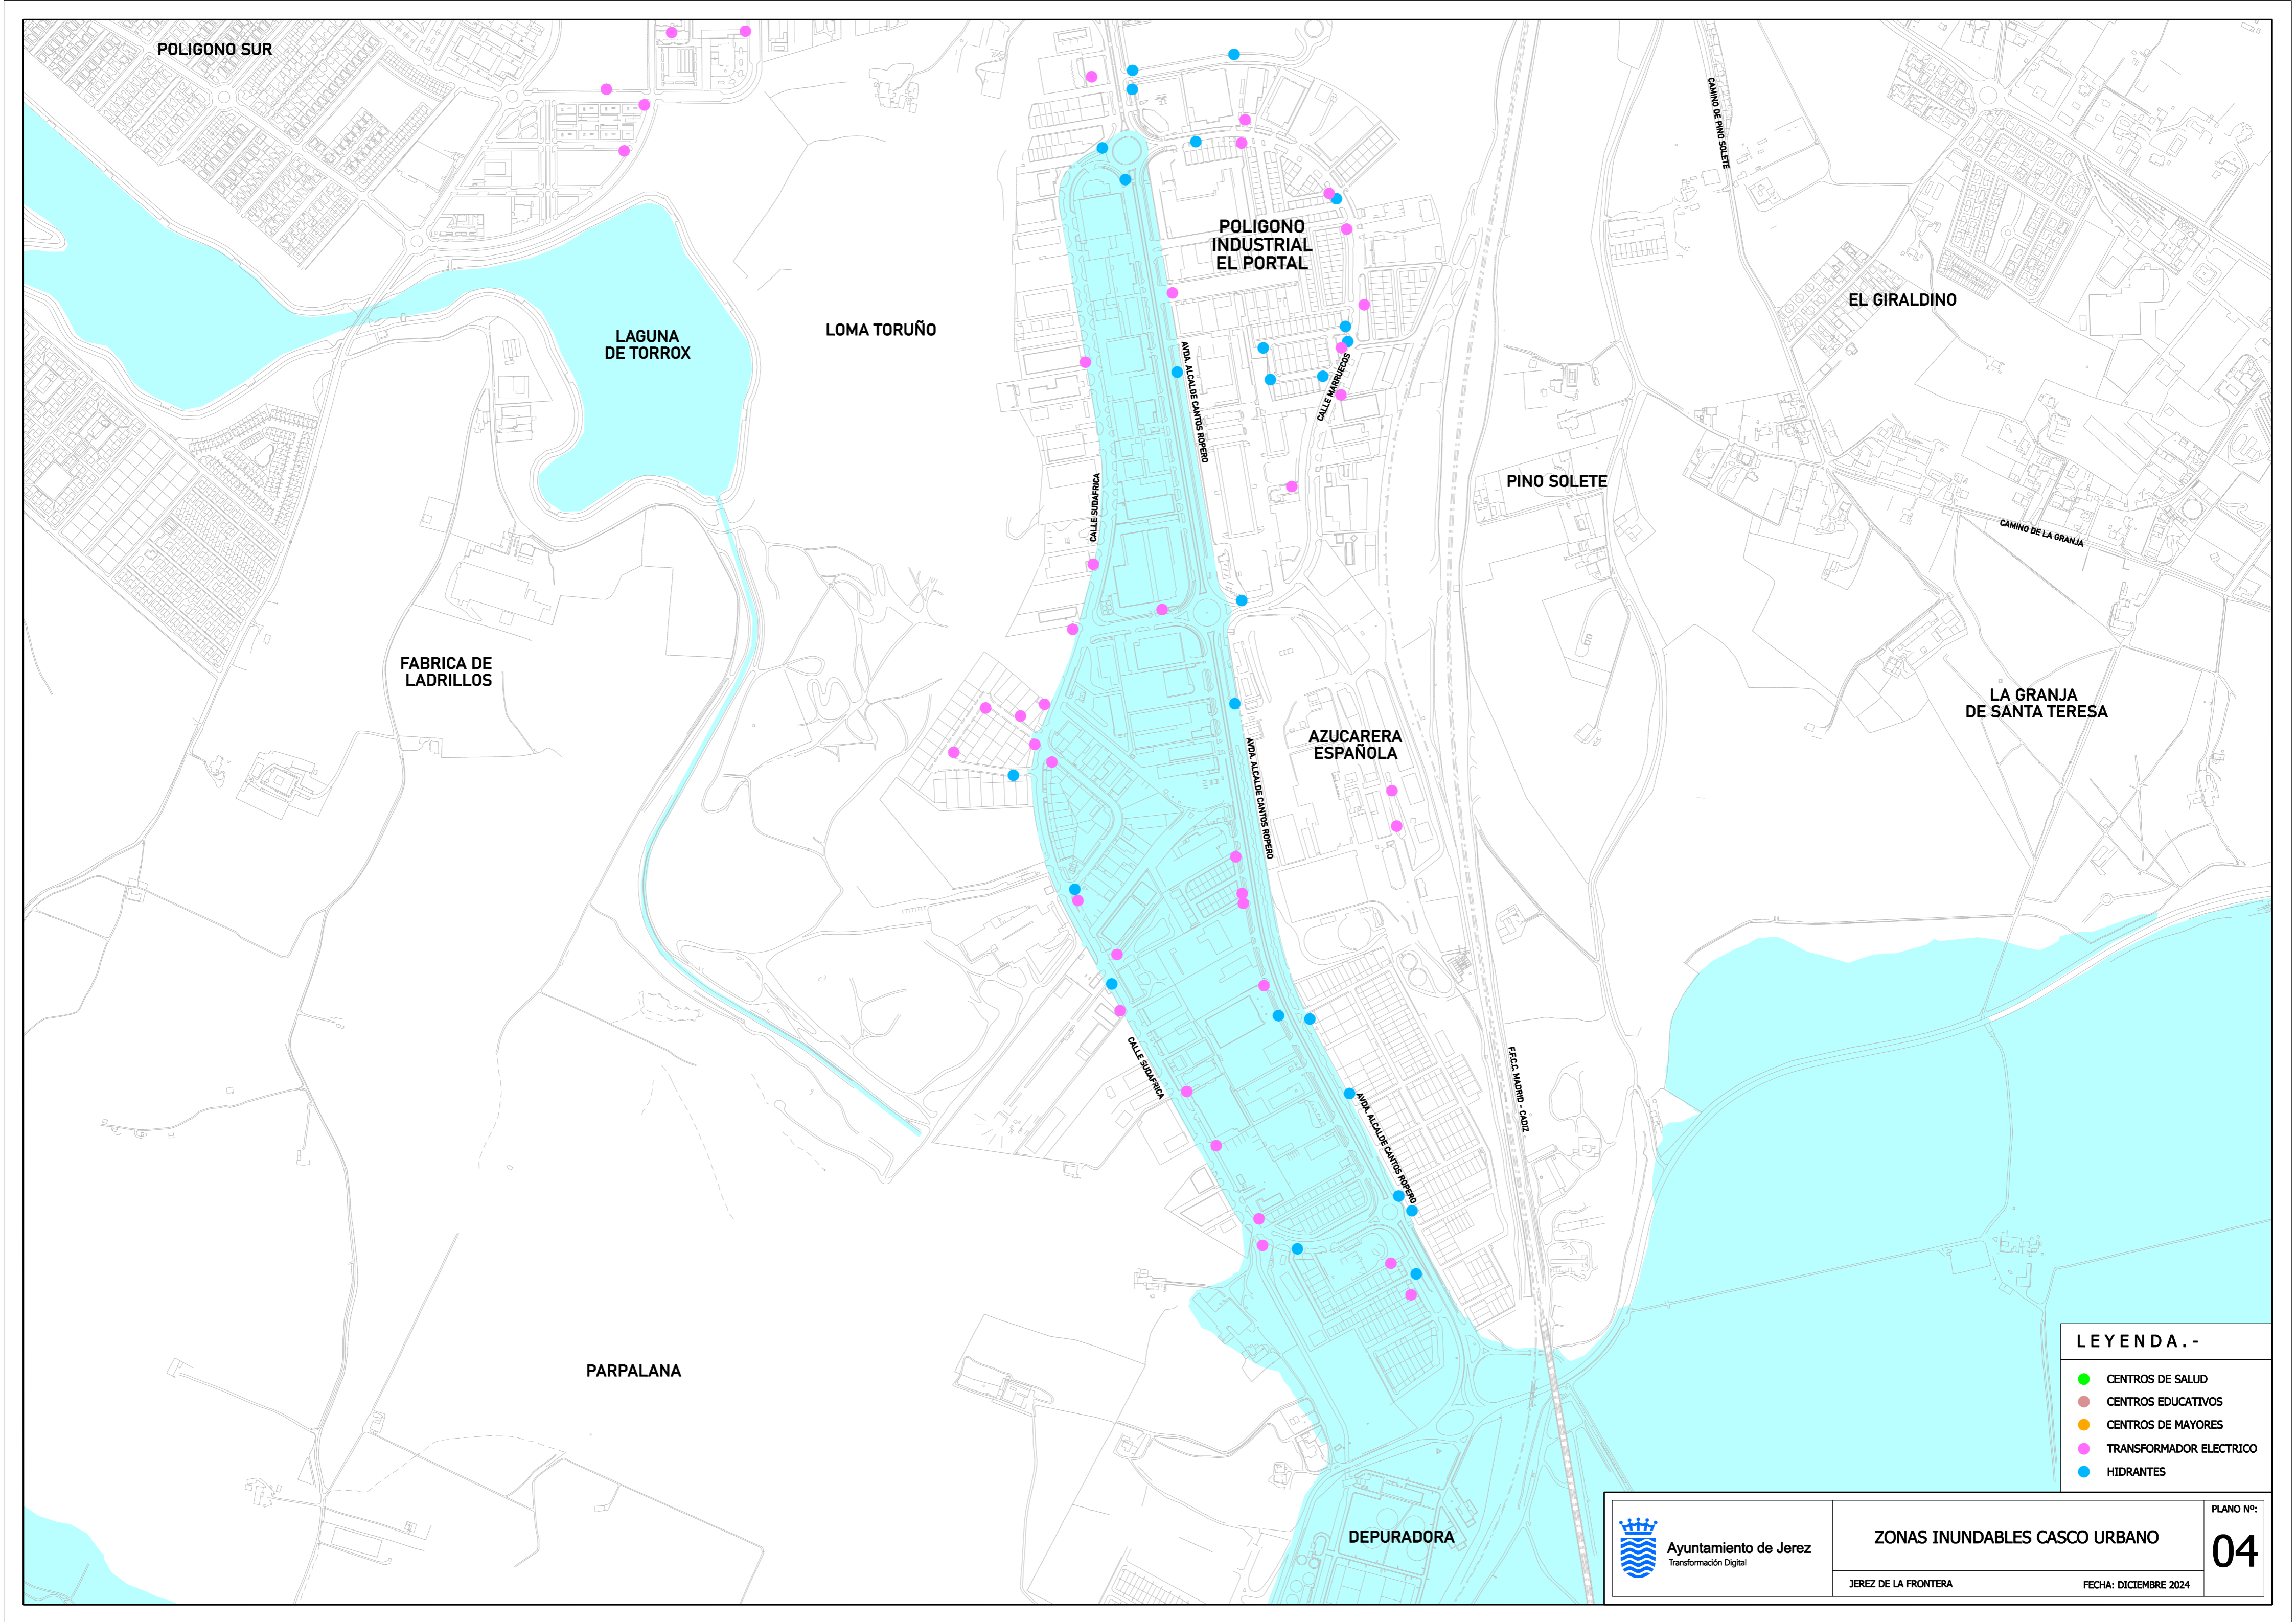 POLIGONO SUR
CAMINO DE PINO SOLETE
POLIGONO
INDUSTRIAL
EL PORTAL
EL GIRALDINO
LOMA TORUÑO
LAGUNA
DE TORROX
AVDA. ALCALDE CANTOS ROPERO
CALLE MARRUECOS
PINO SOLETE
CALLE SUDAFRICA
CAMINO DE LA GRANJA
FABRICA DE
LADRILLOS
LA GRANJA
DE SANTA TERESA
AZUCARERA
ESPAÑOLA
AVDA. ALCALDE CANTOS ROPERO
CALLE SUDAFRICA
F.F.C.C. MADRID - CADIZ
AVDA. ALCALDE CANTOS ROPERO
PARPALANA
DEPURADORA
LEYENDA.-
CENTROS DE SALUD
CENTROS EDUCATIVOS
CENTROS DE MAYORES
TRANSFORMADOR ELECTRICO
HIDRANTES
Ayuntamiento de Jerez
Transformación Digital
ZONAS INUNDABLES CASCO URBANO
JEREZ DE LA FRONTERA
FECHA: DICIEMBRE 2024
PLANO Nº:
04